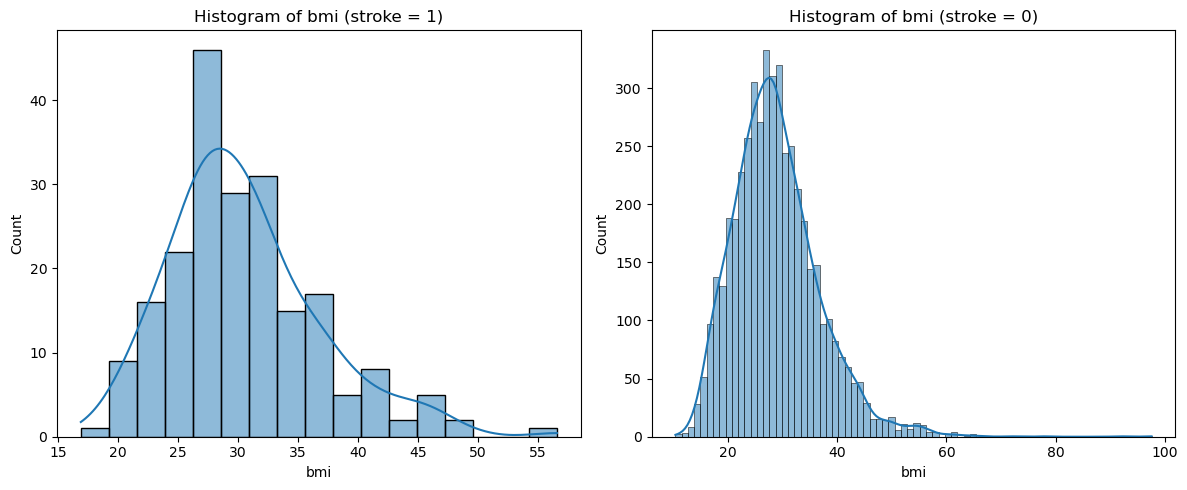 Histogram of bmi (stroke = 1)
Count
40
30
20
10
0
15 20 25 30 35 40 45 50 55
bmi
Histogram of bmi (stroke = 0)
Count
300
250
200
150
100
50
0
20 40 60 80 100
bmi